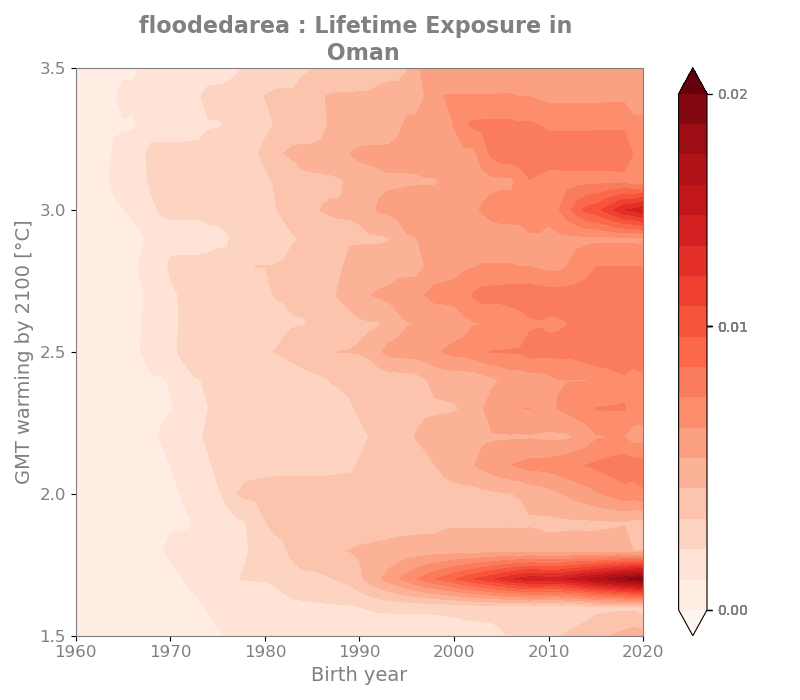 floodedarea : Lifetime Exposure in
Oman
3.5
3.0
2.5
2.0
1.5
GMT warming by 2100 [°C]
1960 1970 1980 1990 2000 2010 2020
Birth year
0.02
0.01
0.00